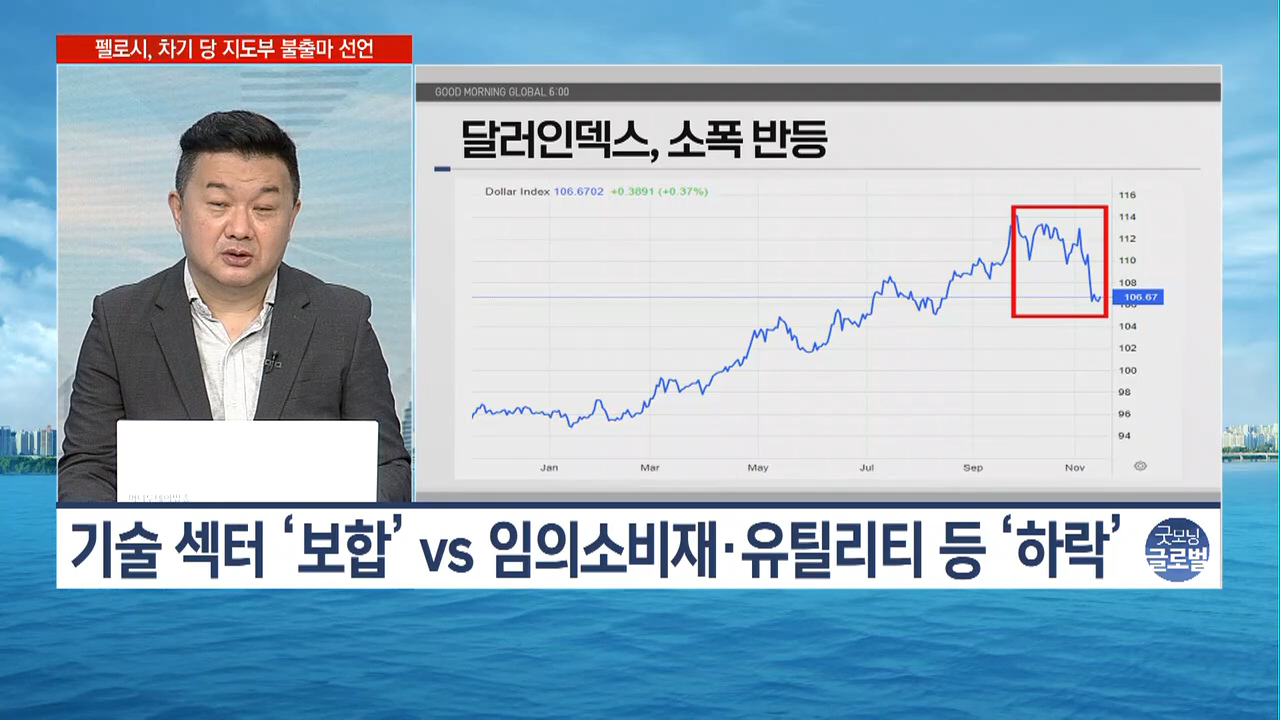 펠로시, 차기 당 지도부 불출마 선언
GOOD MORNING GLOBAL 6:00
달러인덱스, 소폭 반등
Dollar Index 106.6702 +0.3891 (+0.37%)
116
114
112
110
108
106.67
104
102
100
98
96
94
Jan Mar May Jul Sep Nov
기술 섹터 ‘보합’ vs 임의소비재·유틸리티 등 ‘하락’
굿모닝
글로벌